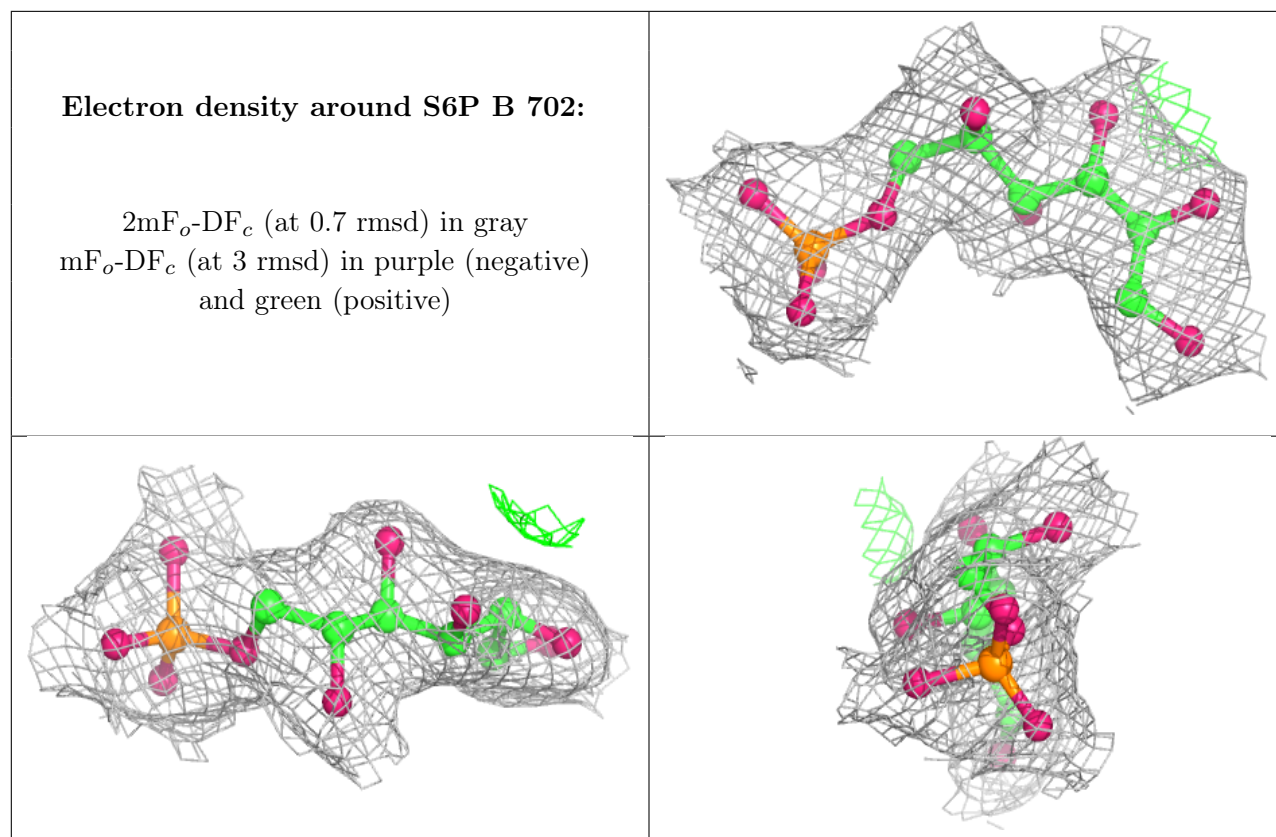 Electron density around S6P B 702:
2mFo-DFc (at 0.7 rmsd) in gray
mFo-DFc (at 3 rmsd) in purple (negative)
and green (positive)